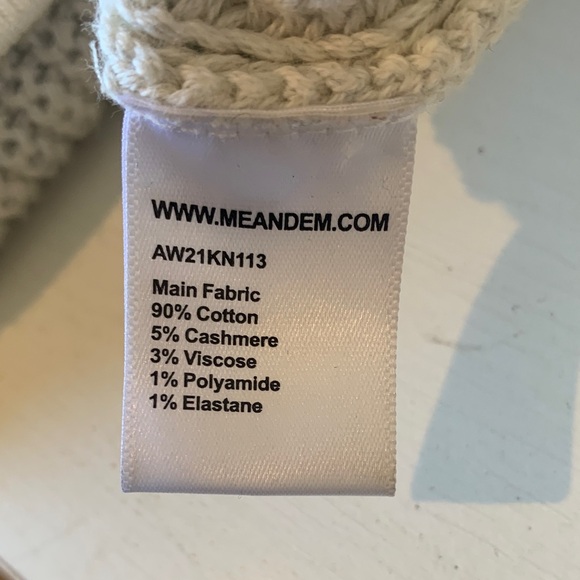 WWW.MEANDEM.COM
AW21KN113
Main Fabric
90% Cotton
5% Cashmere
3% Viscose
1% Polyamide
1% Elastane